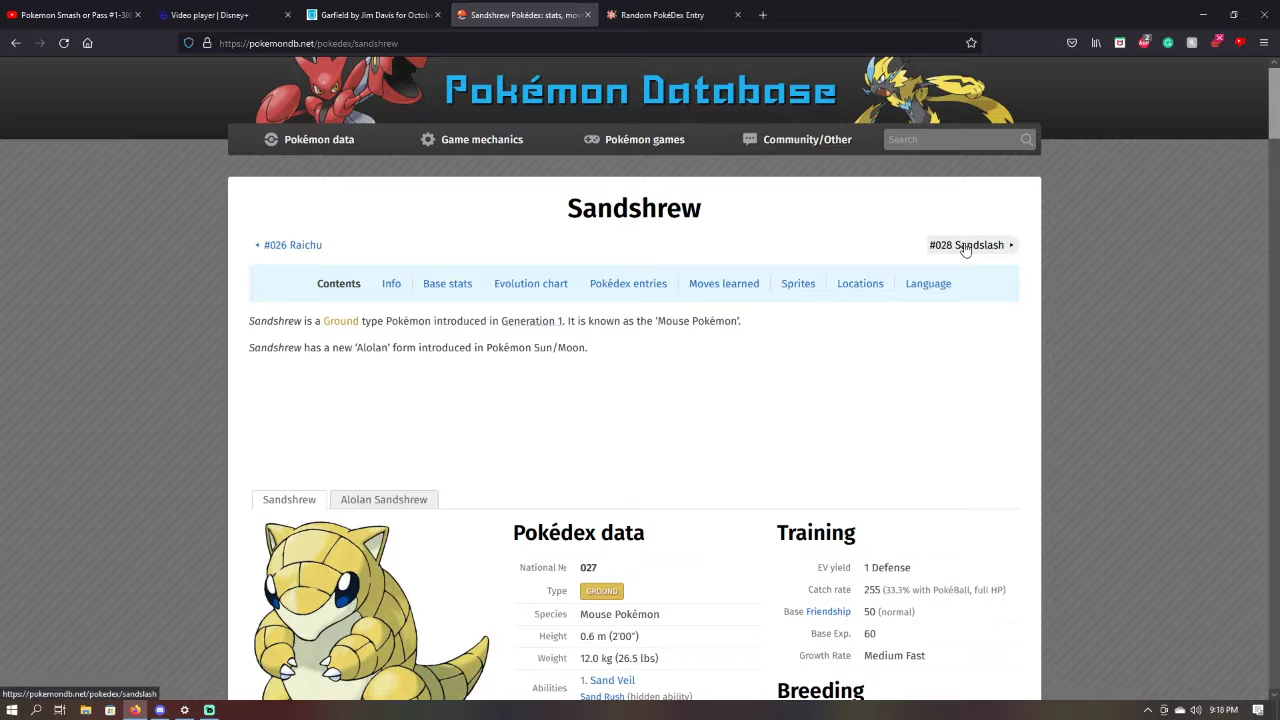 Pokémon Smash or Pass #1-38
Video player | Disney+
Garfield by Jim Davis for Octob
Sandshrew Pokédex stats, mov
Random PokéDex Entry
https://pokemondb.net/pokedex/sandshrew
Pokémon Database
Pokémon data
Game mechanics
Pokémon games
Community/Other
Search
Sandshrew
#026 Raichu
#028 Sandslash
Contents Info Base stats Evolution chart Pokédex entries Moves learned Sprites Locations Language
Sandshrew is a Ground type Pokémon introduced in Generation 1. It is known as the ‘Mouse Pokémon’.
Sandshrew has a new ‘Alolan’ form introduced in Pokémon Sun/Moon.
Sandshrew Alolan Sandshrew
Pokédex data
National № 027
Type GROUND
Species Mouse Pokémon
Height 0.6 m (2′00″)
Weight 12.0 kg (26.5 lbs)
Abilities 1. Sand Veil
Sand Rush (hidden ability)
Training
EV yield 1 Defense
Catch rate 255 (33.3% with PokéBall, full HP)
Base Friendship 50 (normal)
Base Exp. 60
Growth Rate Medium Fast
Breeding
https://pokemondb.net/pokedex/sandslash
9:18 PM